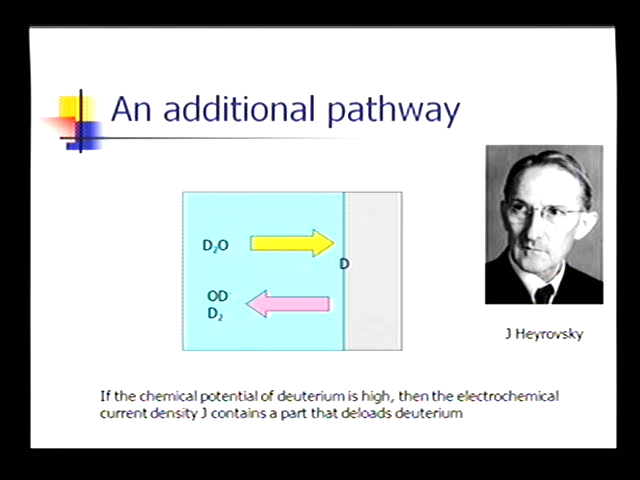 An additional pathway
D₂O
D
OD
D₂
J Heyrovsky
If the chemical potential of deuterium is high, then the electrochemical
current density J contains a part that deloads deuterium